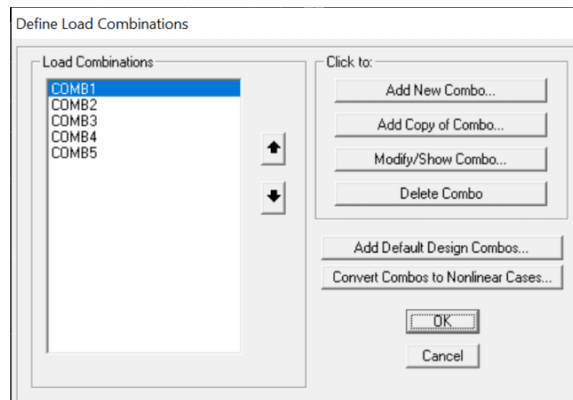 Define Load Combinations
Load Combinations
COMB1
COMB2
COMB3
COMB4
COMB5
Click to:
Add New Combo...
Add Copy of Combo...
Modify/Show Combo...
Delete Combo
Add Default Design Combos...
Convert Combos to Nonlinear Cases...
OK
Cancel